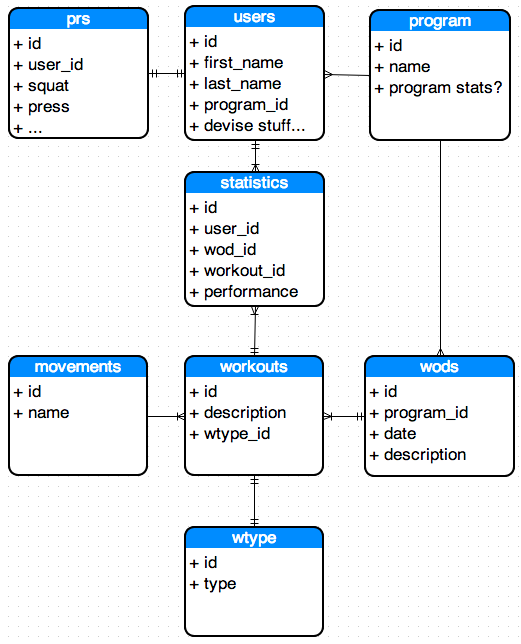 prs
+ id
+ user_id
+ squat
+ press
+ ...
users
+ id
+ first_name
+ last_name
+ program_id
+ devise stuff...
program
+ id
+ name
+ program stats?
statistics
+ id
+ user_id
+ wod_id
+ workout_id
+ performance
movements
+ id
+ name
workouts
+ id
+ description
+ wtype_id
wods
+ id
+ program_id
+ date
+ description
wtype
+ id
+ type